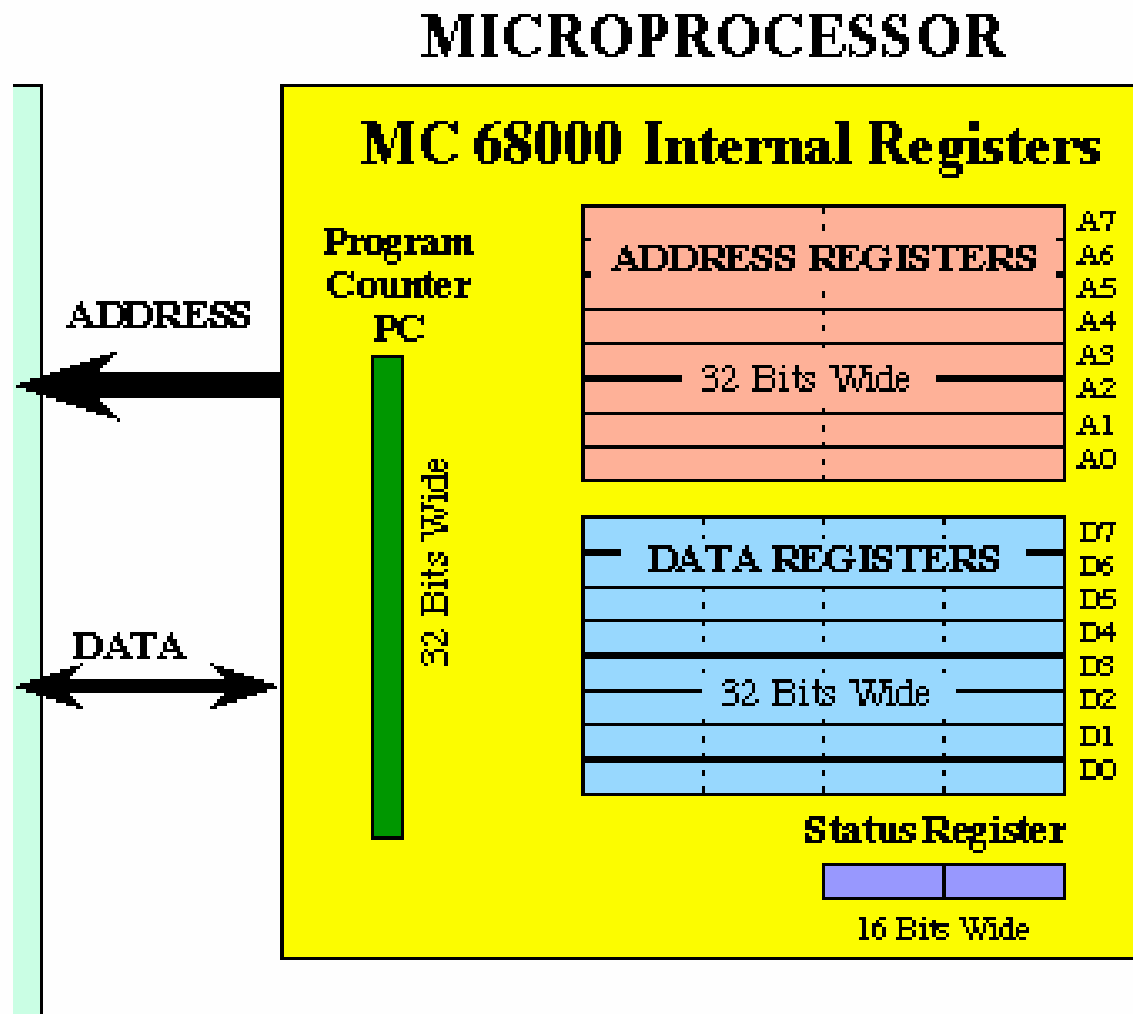 MICROPROCESSOR
MC 68000 Internal Registers
Program
Counter
PC
32 Bits Wide
ADDRESS
DATA
ADDRESS REGISTERS
32 Bits Wide
A7
A6
A5
A4
A3
A2
A1
A0
DATA REGISTERS
32 Bits Wide
D7
D6
D5
D4
D3
D2
D1
D0
Status Register
16 Bits Wide